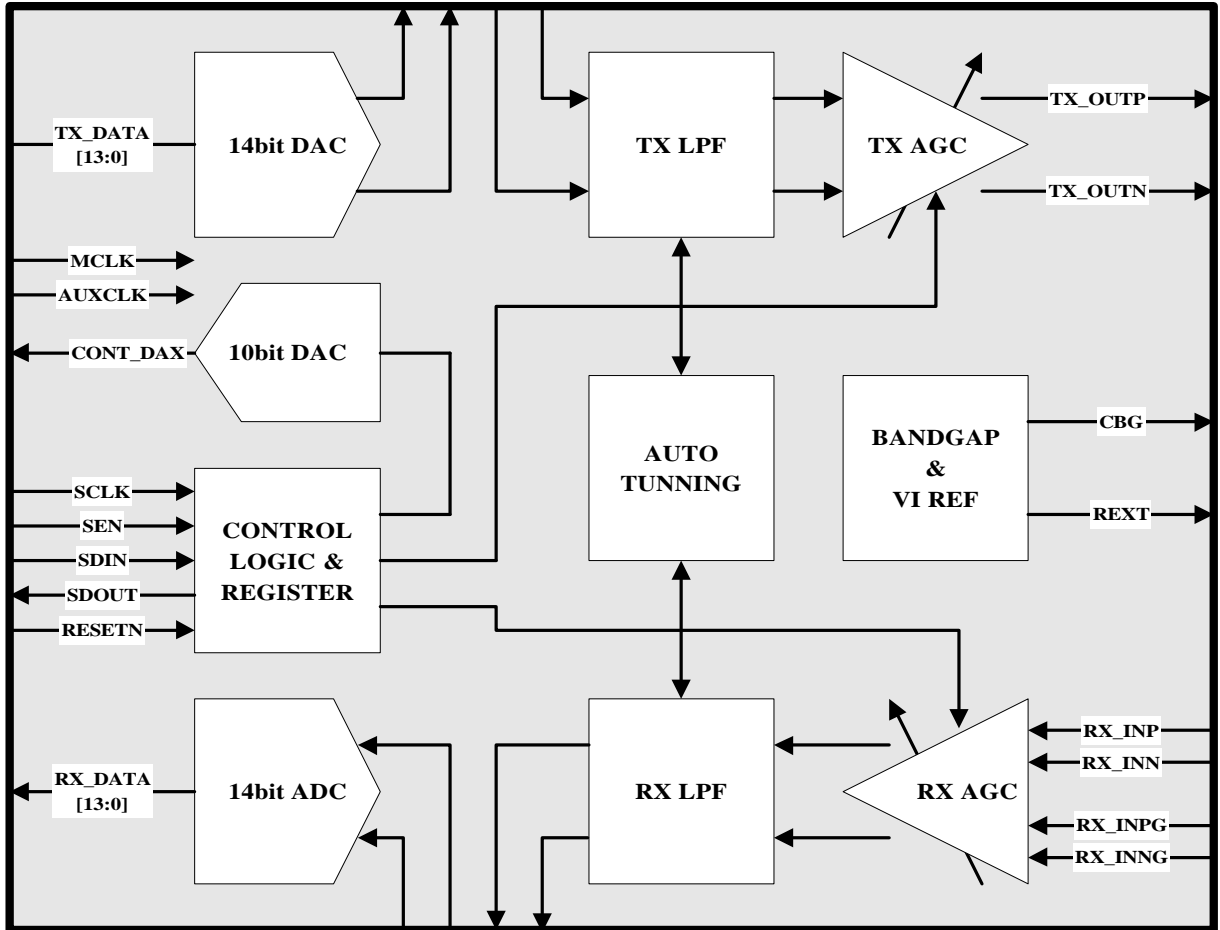 TX_DATA
[13:0]
14bit DAC
TX LPF
TX AGC
TX_OUTP
TX_OUTN
MCLK
AUXCLK
CONT_DAX
10bit DAC
AUTO
TUNNING
BANDGAP
&
VI REF
CBG
REXT
SCLK
SEN
SDIN
SDOUT
RESETN
CONTROL
LOGIC &
REGISTER
RX_DATA
[13:0]
14bit ADC
RX LPF
RX AGC
RX_INP
RX_INN
RX_INPG
RX_INNG